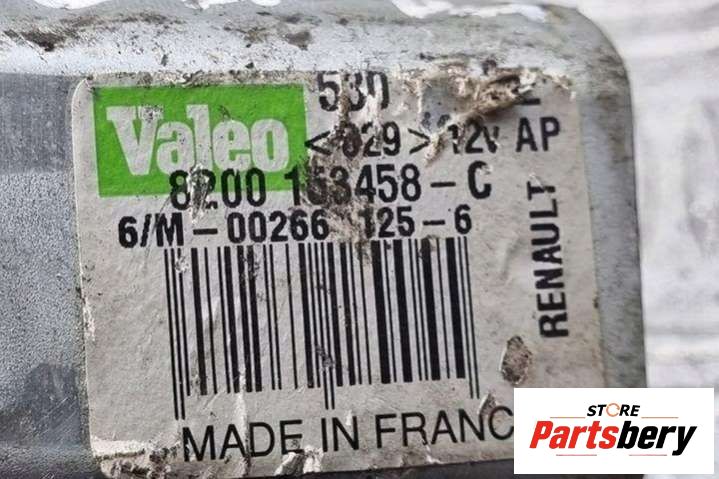 Valeo
530
<029> 12V AP
8200 153458-C
6/M-00266 125-6
RENAULT
MADE IN FRANC
STORE
Partsbery